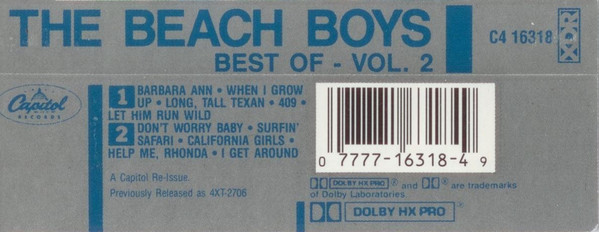 THE BEACH BOYS
BEST OF - VOL. 2
C4 16318
XDR
Capitol
RECORDS
1 BARBARA ANN • WHEN I GROW
UP • LONG, TALL TEXAN • 409 •
LET HIM RUN WILD
2 DON'T WORRY BABY • SURFIN'
SAFARI • CALIFORNIA GIRLS •
HELP ME, RHONDA • I GET AROUND
A Capitol Re-Issue.
Previously Released as 4XT-2706
0 7777-16318-4 9
DOLBY HX PRO ® and ® are trademarks
of Dolby Laboratories.
DOLBY HX PRO ®